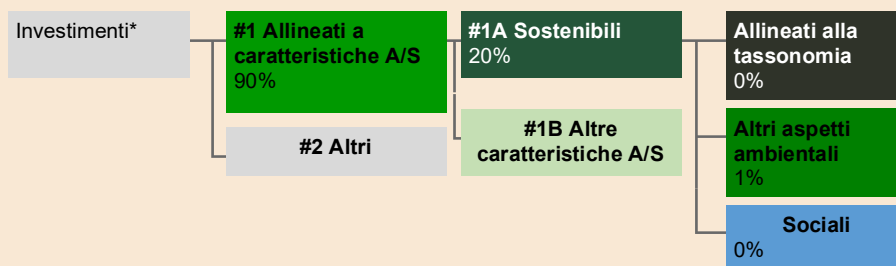 Investimenti*
#1 Allineati a
caratteristiche A/S
90%
#2 Altri
#1A Sostenibili
20%
#1B Altre
caratteristiche A/S
Allineati alla
tassonomia
0%
Altri aspetti
ambientali
1%
Sociali
0%